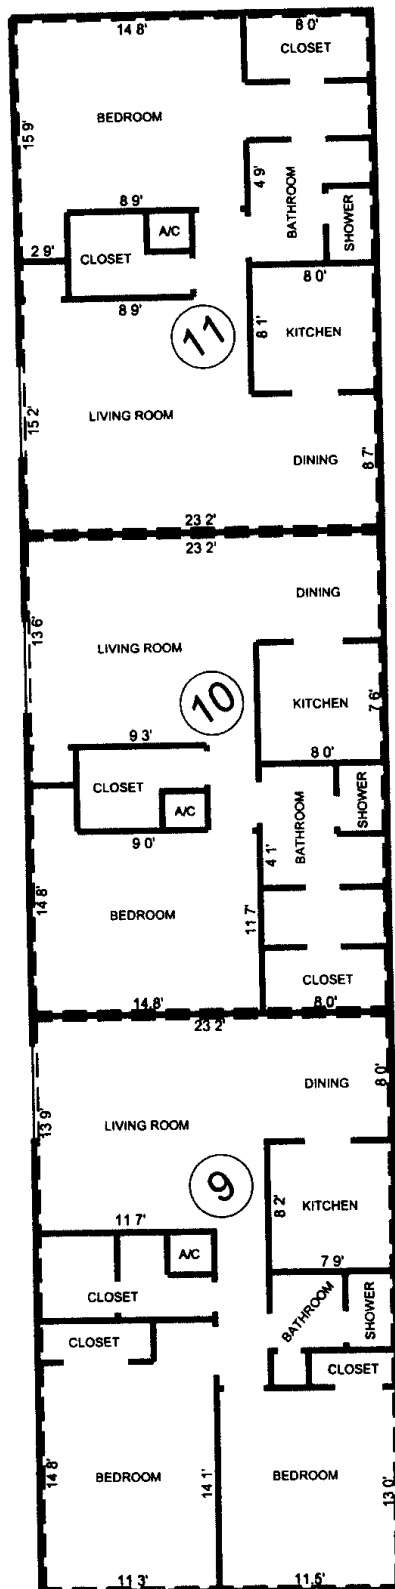 14 8'
8 0'
CLOSET
BEDROOM
15 9'
4 9'
BATHROOM
SHOWER
8 9'
A/C
2 9'
CLOSET
8 0'
8 9'
11
8 1'
KITCHEN
LIVING ROOM
15 2'
DINING
8 7'
23 2'
23 2'
DINING
13 6'
LIVING ROOM
10
KITCHEN
7 6'
9 3'
8 0'
CLOSET
A/C
BATHROOM
SHOWER
9 0'
4 1'
14 8'
BEDROOM
11 7'
CLOSET
14.8'
8.0'
23 2'
DINING
8 0'
13 9'
LIVING ROOM
9
8 2'
KITCHEN
11 7'
A/C
7 9'
CLOSET
BATHROOM
SHOWER
CLOSET
CLOSET
14 8'
BEDROOM
14 1'
BEDROOM
13 0'
11 3'
11.5'